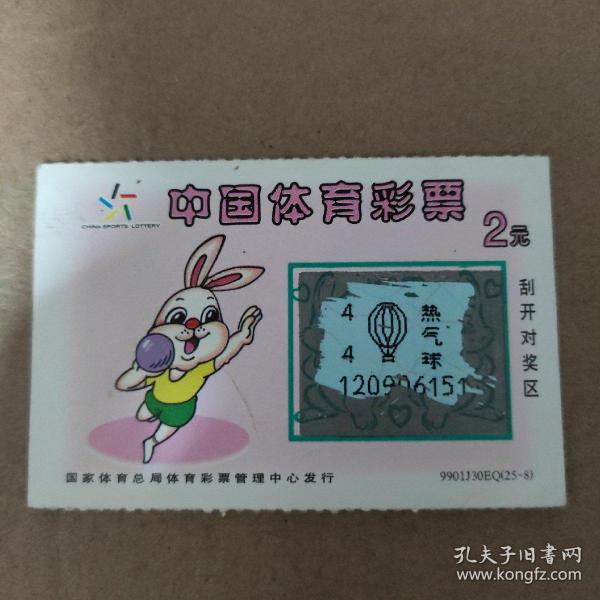 CHINA SPORTS LOTTERY
中国体育彩票
2元
4 热
气
4 球
120906151
刮开对奖区
国家体育总局体育彩票管理中心发行
9901J30EQ(25-8)
孔夫子旧书网
www.kongfz.com